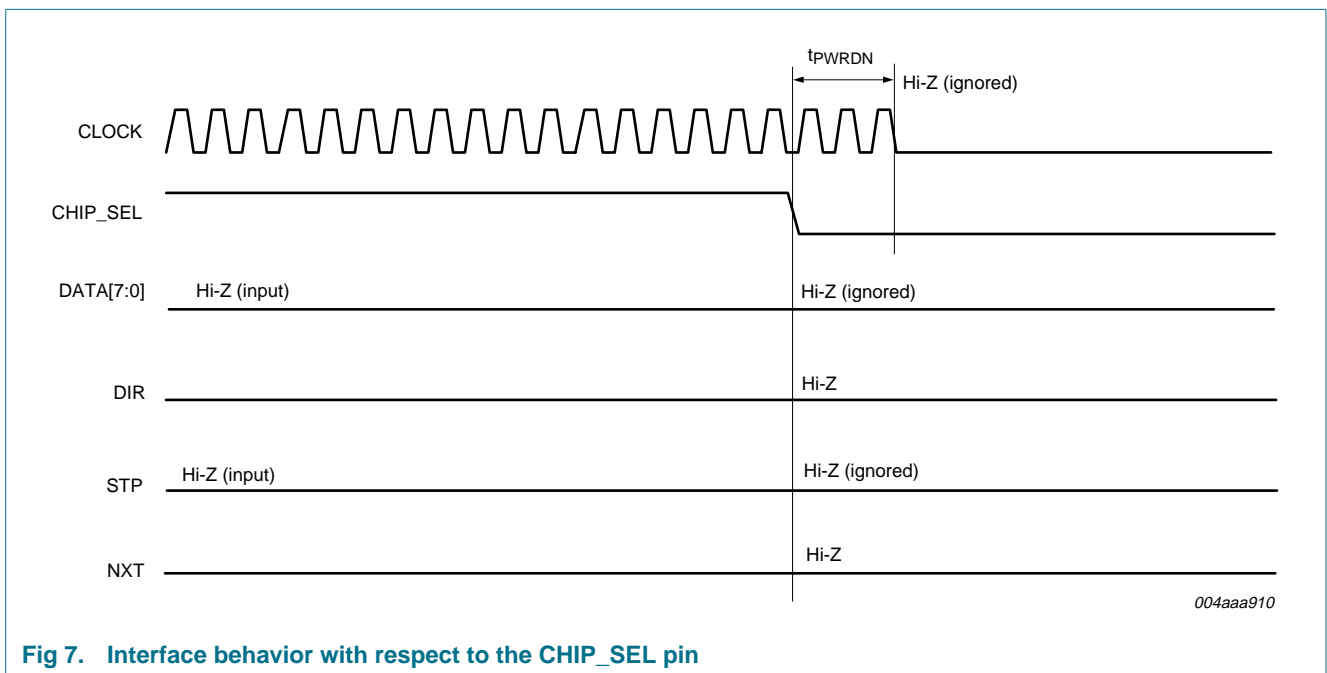 tPWRDN
Hi-Z (ignored)
CLOCK
CHIP_SEL
DATA[7:0]
Hi-Z (input)
Hi-Z (ignored)
DIR
Hi-Z
STP
Hi-Z (input)
Hi-Z (ignored)
NXT
Hi-Z
004aaa910
Fig 7. Interface behavior with respect to the CHIP_SEL pin